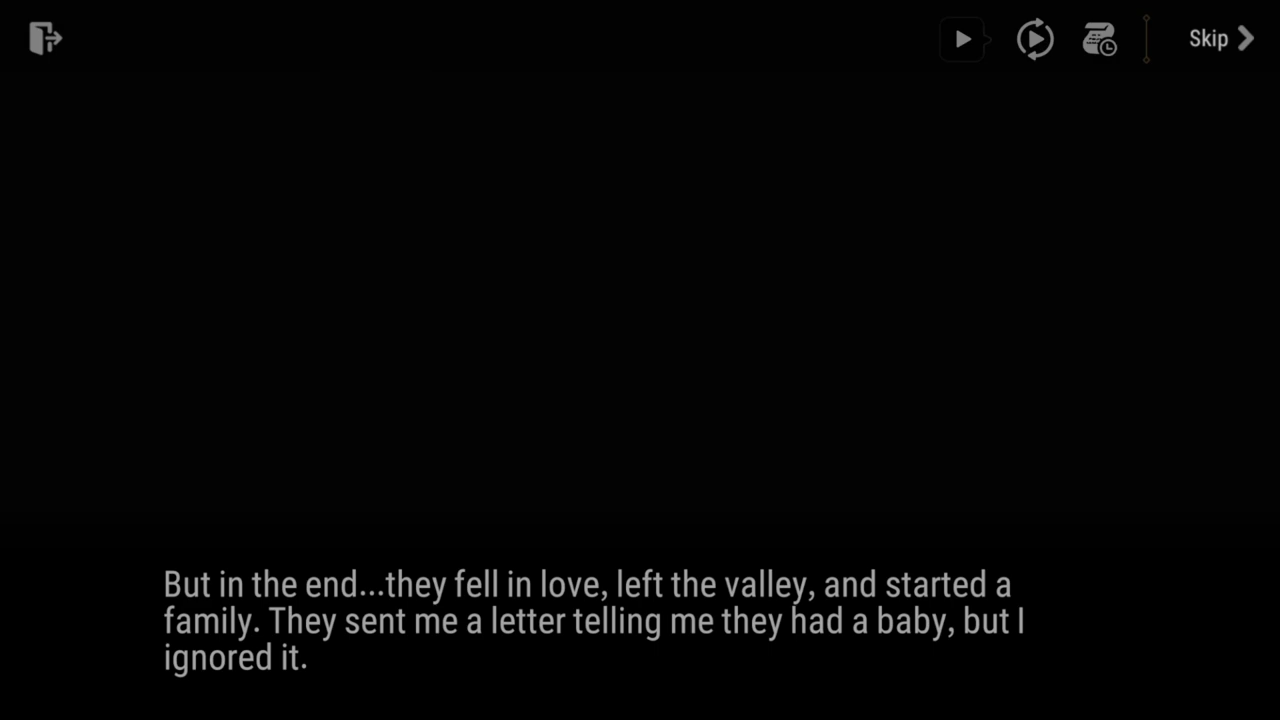 Skip
But in the end...they fell in love, left the valley, and started a
family. They sent me a letter telling me they had a baby, but I
ignored it.